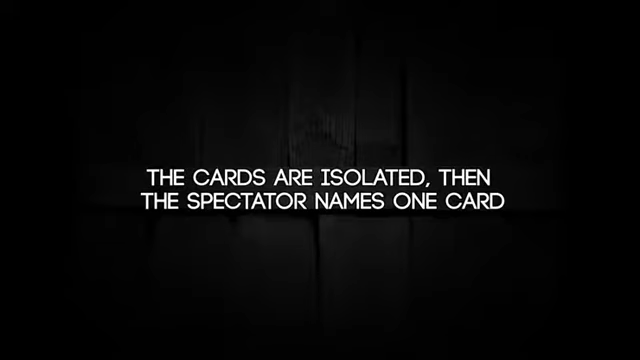 THE CARDS ARE ISOLATED, THEN
THE SPECTATOR NAMES ONE CARD